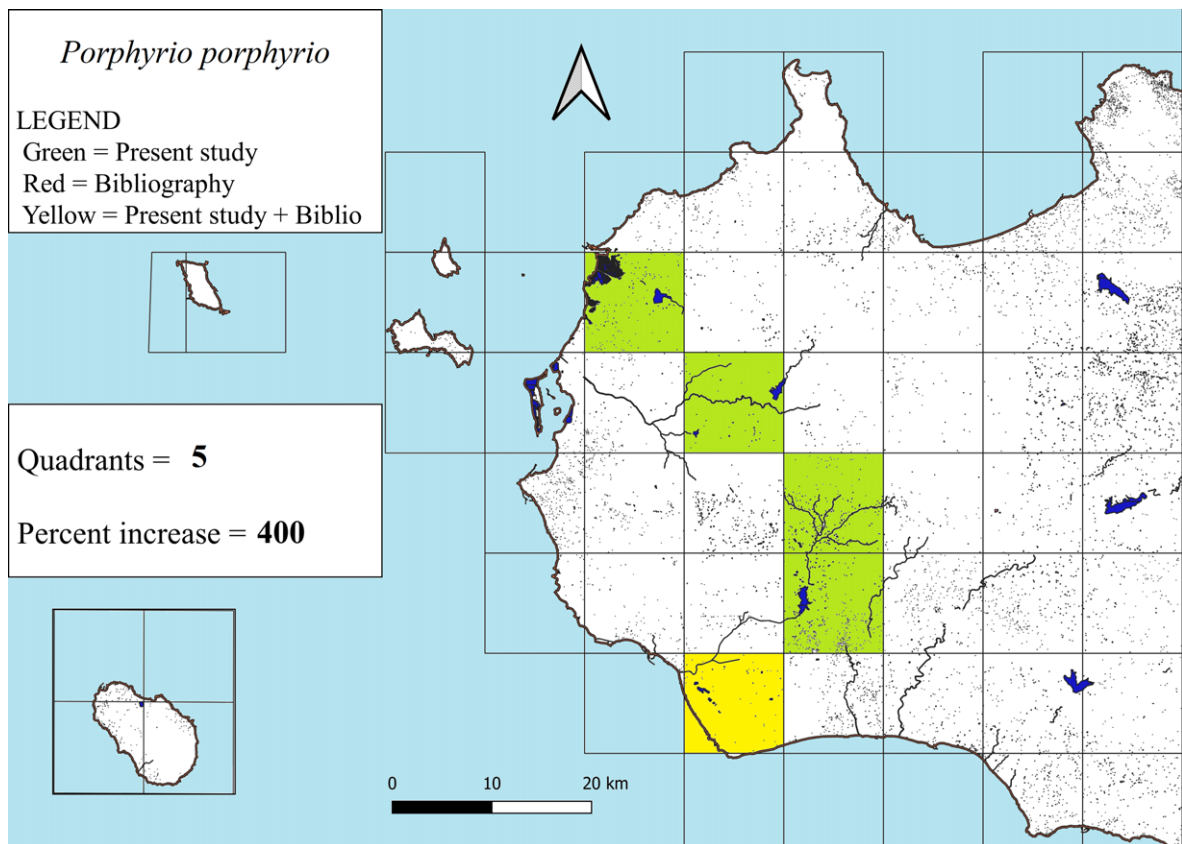 Porphyrio porphyrio
LEGEND
Green = Present study
Red = Bibliography
Yellow = Present study + Biblio
Quadrants = 5
Percent increase = 400
0 10 20 km